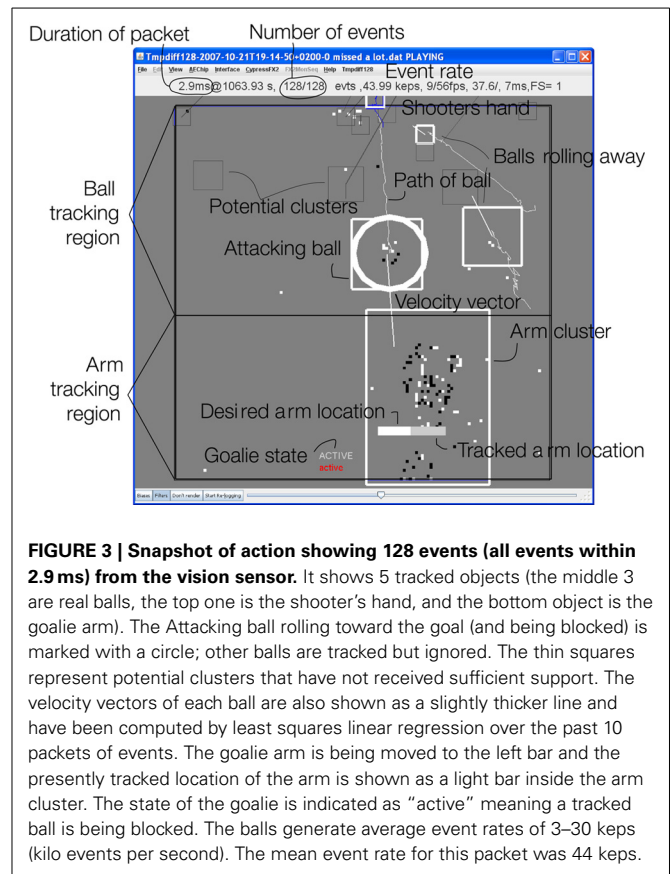 Duration of packet
Number of events
Tmpdiff128-2007-10-21T19-14-50+0200-0 missed a lot.dat PLAYING
File Edit View AEChip Interface CypressFX2 FX2MonSeq Help Tmpdiff128
2.9ms@1063.93 s, 128/128 evts ,43.99 keps, 9/56fps, 37.6/, 7ms,FS= 1
Event rate
Shooters hand
Balls rolling away
Path of ball
Potential clusters
Ball tracking region
Attacking ball
Velocity vector
Arm cluster
Arm tracking region
Desired arm location
Tracked arm location
Goalie state
ACTIVE
active
Biases Filters Don't render Start Re-logging
FIGURE 3 | Snapshot of action showing 128 events (all events within
2.9 ms) from the vision sensor. It shows 5 tracked objects (the middle 3
are real balls, the top one is the shooter's hand, and the bottom object is the
goalie arm). The Attacking ball rolling toward the goal (and being blocked) is
marked with a circle; other balls are tracked but ignored. The thin squares
represent potential clusters that have not received sufficient support. The
velocity vectors of each ball are also shown as a slightly thicker line and
have been computed by least squares linear regression over the past 10
packets of events. The goalie arm is being moved to the left bar and the
presently tracked location of the arm is shown as a light bar inside the arm
cluster. The state of the goalie is indicated as “active” meaning a tracked
ball is being blocked. The balls generate average event rates of 3–30 keps
(kilo events per second). The mean event rate for this packet was 44 keps.